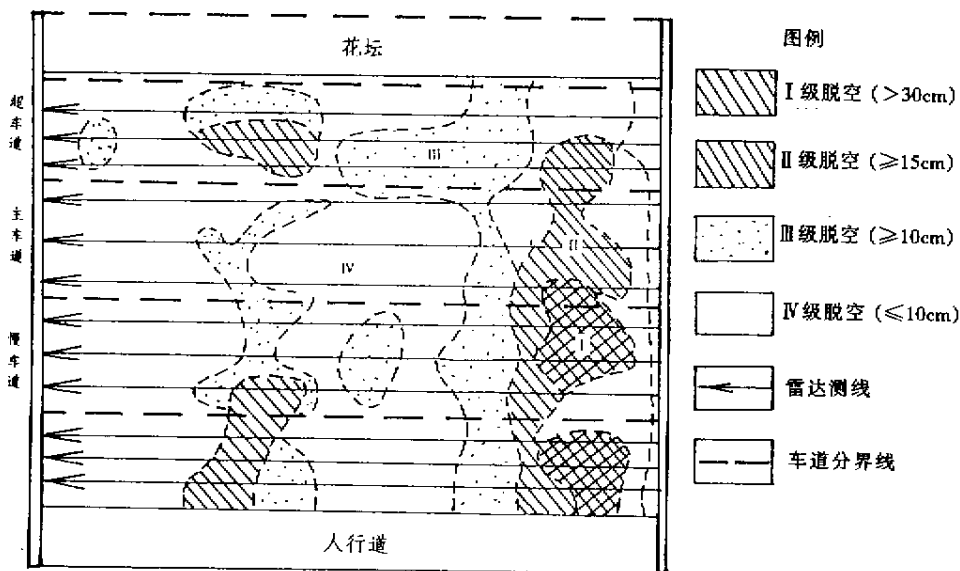 花坛
超车道
主车道
慢车道
Ⅲ
Ⅱ
Ⅳ
Ⅰ
人行道
图例
Ⅰ级脱空(>30cm)
Ⅱ级脱空(≥15cm)
Ⅲ级脱空(≥10cm)
Ⅳ级脱空(≤10cm)
雷达测线
车道分界线